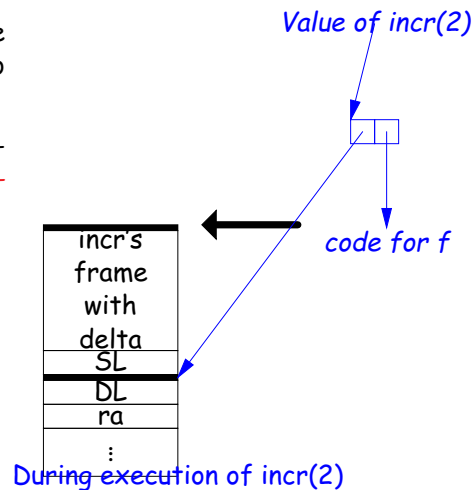 Value of incr(2)
code for f
incr's
frame
with
delta
SL
DL
ra
⋮
During execution of incr(2)